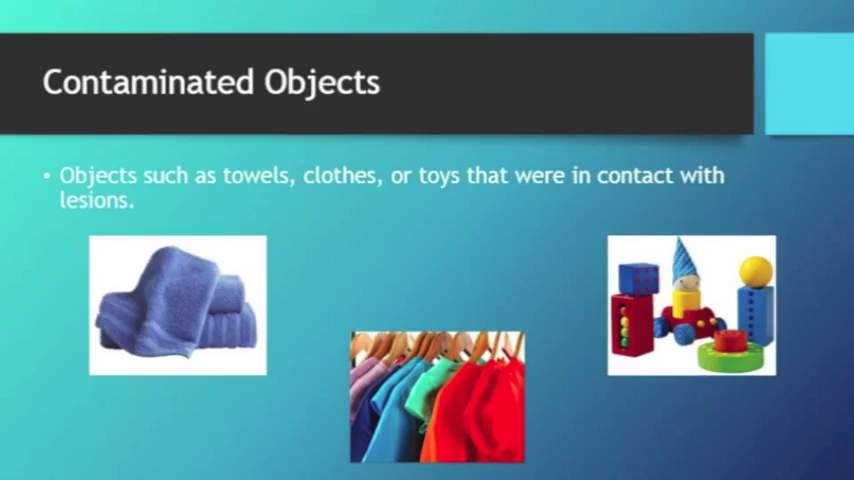 Contaminated Objects
• Objects such as towels, clothes, or toys that were in contact with
lesions.